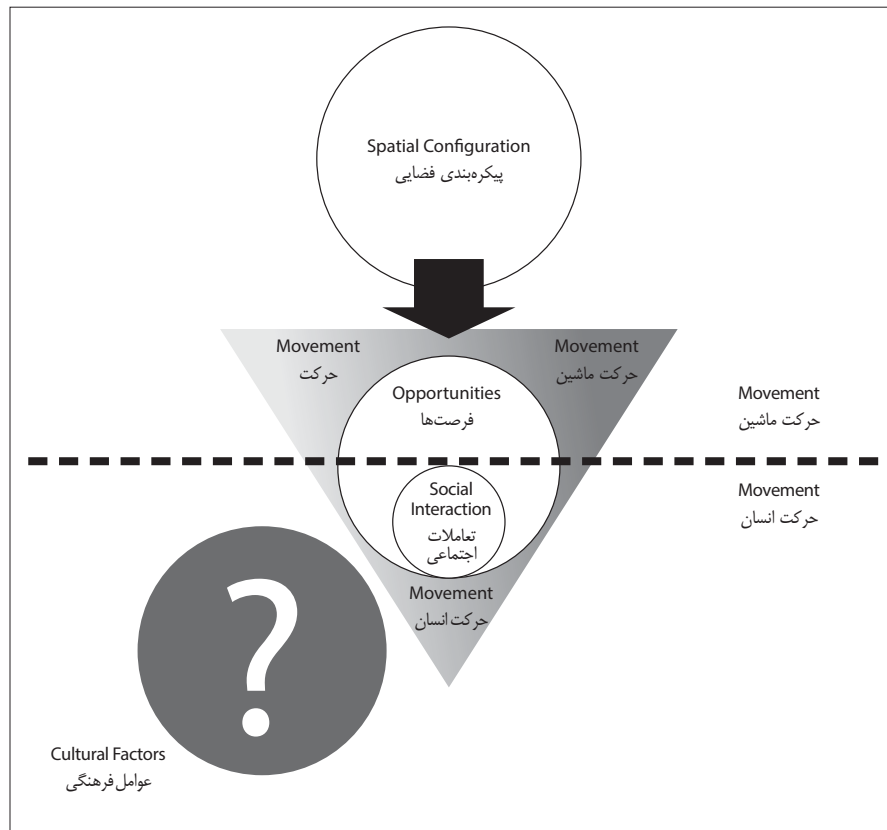 Spatial Configuration
پیکره‌بندی فضایی
Movement
حرکت
Movement
حرکت ماشین
Opportunities
فرصت‌ها
Movement
حرکت ماشین
Social
Interaction
تعاملات
اجتماعی
Movement
حرکت انسان
Movement
حرکت انسان
?
Cultural Factors
عوامل فرهنگی